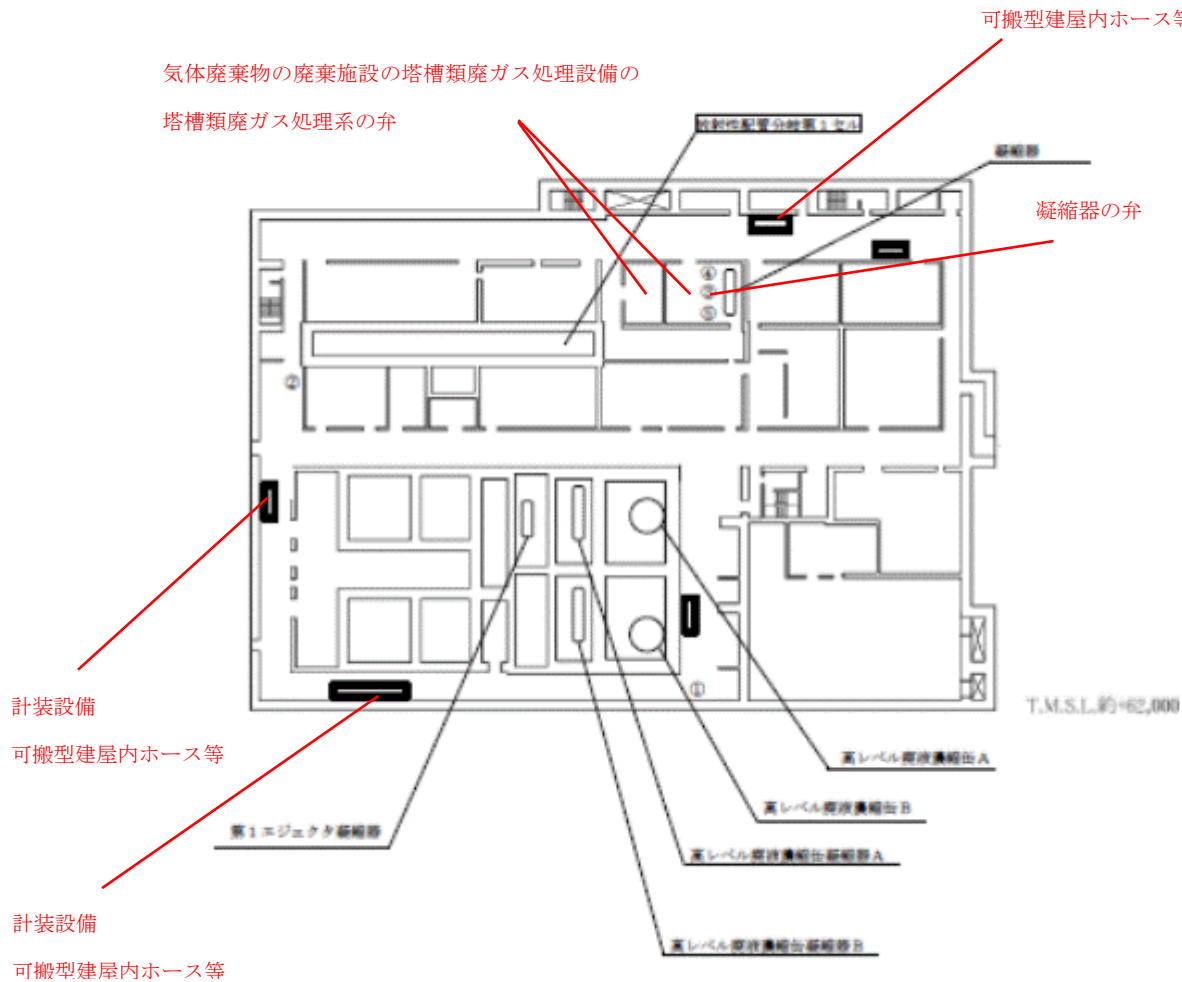 可搬型建屋内ホース等
気体廃棄物の廃棄施設の塔槽類廃ガス処理設備の
塔槽類廃ガス処理系の弁
放射性配管分岐第1セル
凝縮器
凝縮器の弁
④
⑤
②
①
計装設備
可搬型建屋内ホース等
T.M.S.L.約+62,000
高レベル廃液濃縮缶A
高レベル廃液濃縮缶B
第1エジェクタ凝縮器
高レベル廃液濃縮缶凝縮器A
計装設備
高レベル廃液濃縮缶凝縮器B
可搬型建屋内ホース等